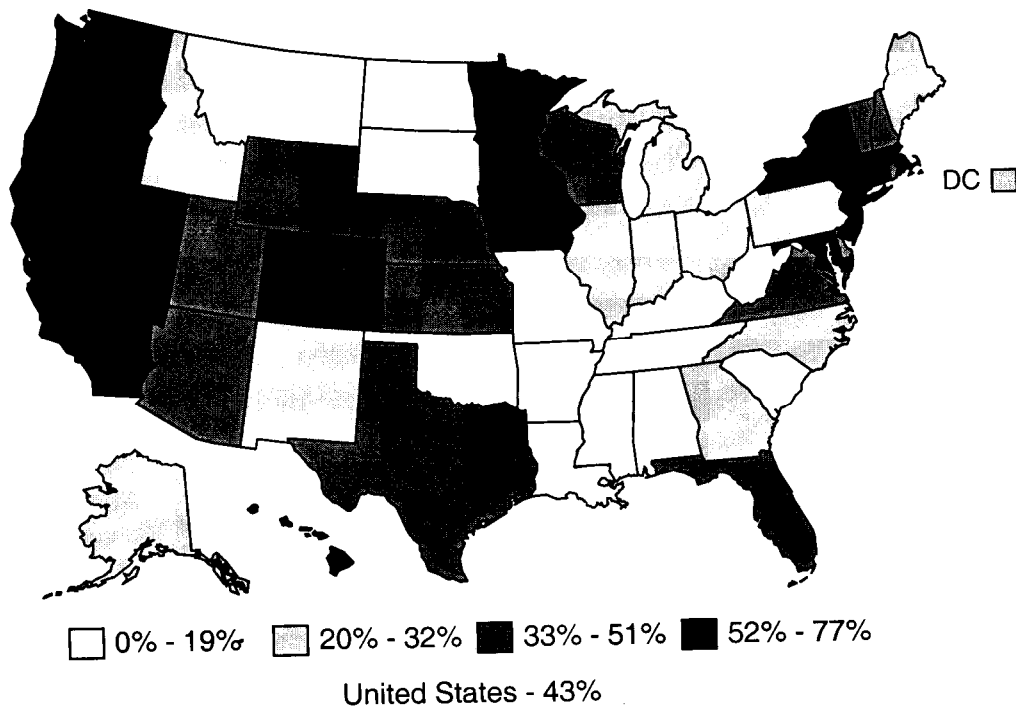 DC
0% - 19%
20% - 32%
33% - 51%
52% - 77%
United States - 43%